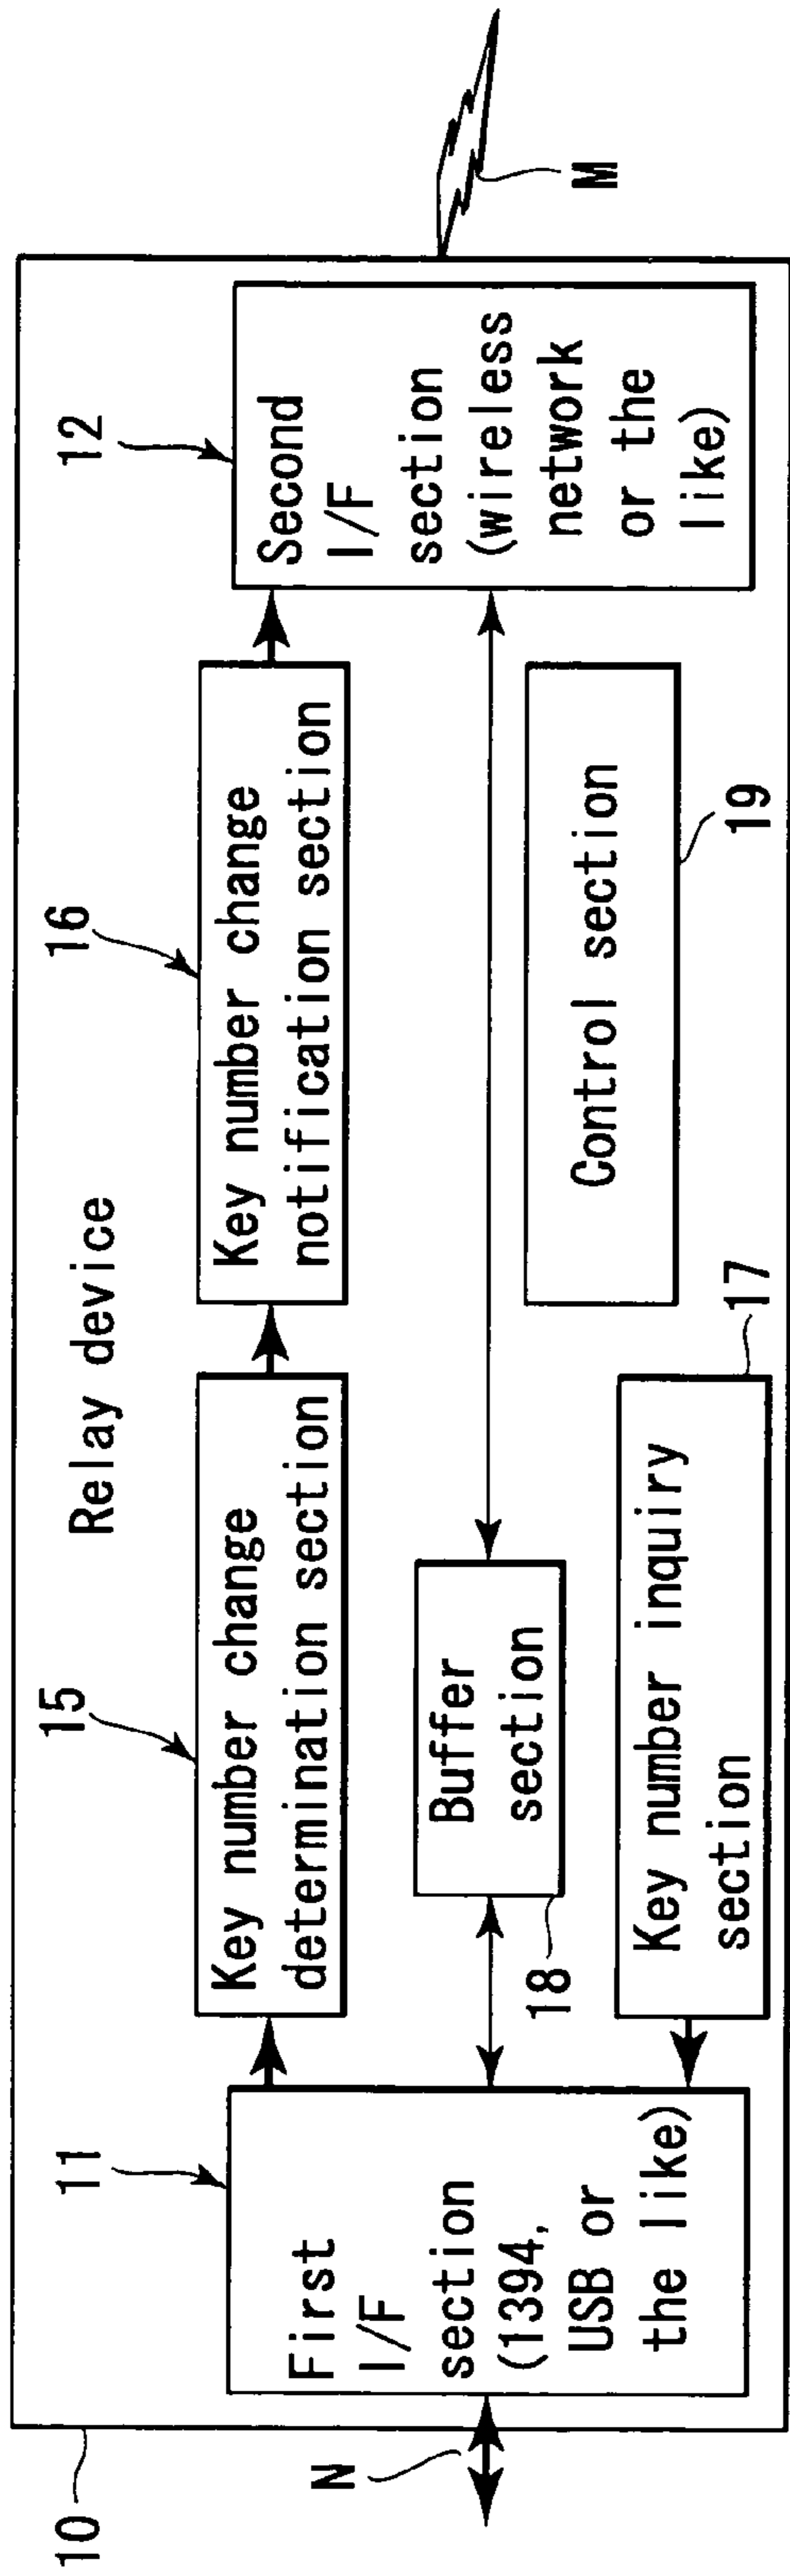 10
Relay device
N
11
First
I/F
section
(1394,
USB or
the like)
15
Key number change
determination section
16
Key number change
notification section
12
Second
I/F
section
(wireless
network
or the
like)
M
Buffer
section
18
Key number inquiry
section
17
Control section
19